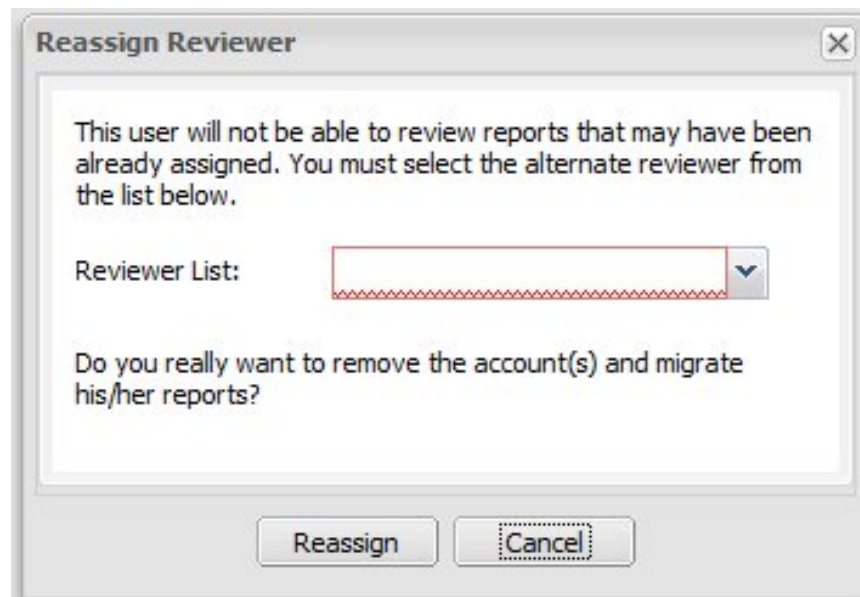 Reassign Reviewer
This user will not be able to review reports that may have been
already assigned. You must select the alternate reviewer from
the list below.
Reviewer List:
Do you really want to remove the account(s) and migrate
his/her reports?
Reassign
Cancel